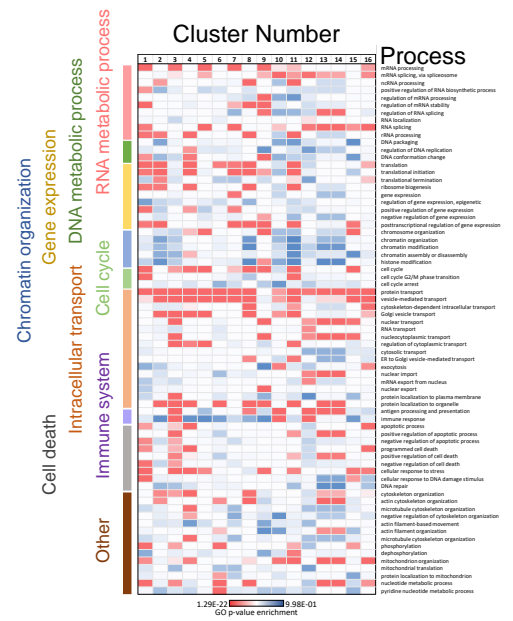 Cluster Number
Process
1 2 3 4 5 6 7 8 9 10 11 12 13 14 15 16
mRNA processing
mRNA splicing, via spliceosome
ncRNA processing
positive regulation of RNA biosynthetic process
regulation of mRNA processing
regulation of mRNA stability
regulation of RNA splicing
RNA localization
RNA splicing
rRNA processing
DNA packaging
regulation of DNA replication
DNA conformation change
translation
translational initiation
translational termination
ribosome biogenesis
gene expression
regulation of gene expression, epigenetic
positive regulation of gene expression
negative regulation of gene expression
posttranscriptional regulation of gene expression
chromosome organization
chromatin organization
chromatin modification
chromatin assembly or disassembly
histone modification
cell cycle
cell cycle G2/M phase transition
cell cycle arrest
protein transport
vesicle-mediated transport
cytoskeleton-dependent intracellular transport
Golgi vesicle transport
nuclear transport
RNA transport
nucleocytoplasmic transport
regulation of cytoplasmic transport
cytosolic transport
ER to Golgi vesicle-mediated transport
exocytosis
nuclear import
mRNA export from nucleus
nuclear export
protein localization to plasma membrane
protein localization to organelle
antigen processing and presentation
immune response
apoptotic process
positive regulation of apoptotic process
negative regulation of apoptotic process
programmed cell death
positive regulation of cell death
negative regulation of cell death
cellular response to stress
cellular response to DNA damage stimulus
DNA repair
cytoskeleton organization
actin cytoskeleton organization
microtubule cytoskeleton organization
negative regulation of cytoskeleton organization
actin filament-based movement
actin filament organization
microtubule cytoskeleton organization
phosphorylation
dephosphorylation
mitochondrion organization
mitochondrial translation
protein localization to mitochondrion
nucleotide metabolic process
pyridine nucleotide metabolic process
RNA metabolic process
DNA metabolic process
Gene expression
Chromatin organization
Cell cycle
Intracellular transport
Immune system
Cell death
Other
1.29E-22 9.98E-01
GO p-value enrichment